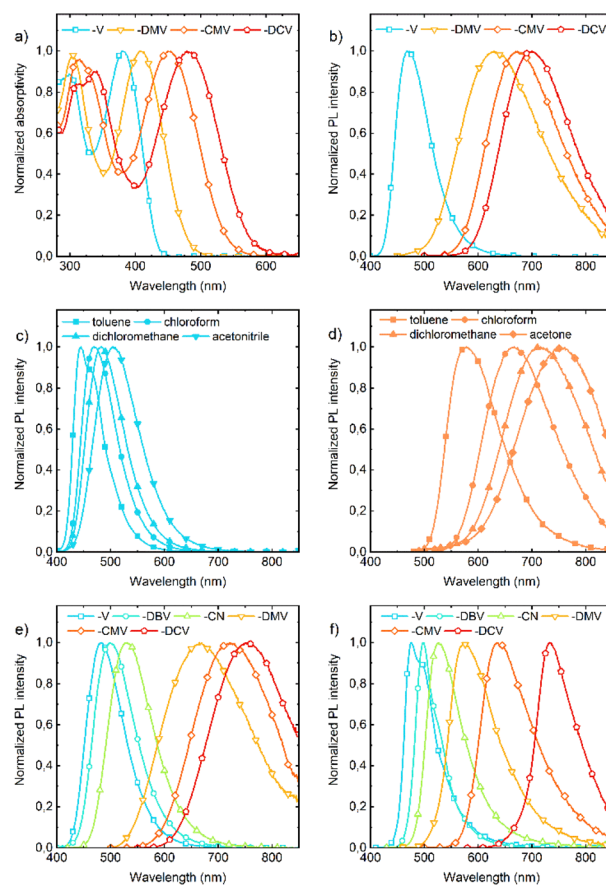 a)
-V -DMV -CMV -DCV
1,0
0,8
0,6
0,4
0,2
0,0
Normalized absorptivity
300 400 500 600
Wavelength (nm)
b)
-V -DMV -CMV -DCV
1,0
0,8
0,6
0,4
0,2
0,0
Normalized PL intensity
400 500 600 700 800
Wavelength (nm)
c)
toluene chloroform
dichloromethane acetonitrile
1,0
0,8
0,6
0,4
0,2
0,0
Normalized PL intensity
400 500 600 700 800
Wavelength (nm)
d)
toluene chloroform
dichloromethane acetone
1,0
0,8
0,6
0,4
0,2
0,0
Normalized PL intensity
400 500 600 700 800
Wavelength (nm)
e)
-V -DBV -CN -DMV
-CMV -DCV
1,0
0,8
0,6
0,4
0,2
0,0
Normalized PL intensity
400 500 600 700 800
Wavelength (nm)
f)
-V -DBV -CN -DMV
-CMV -DCV
1,0
0,8
0,6
0,4
0,2
0,0
Normalized PL intensity
400 500 600 700 800
Wavelength (nm)